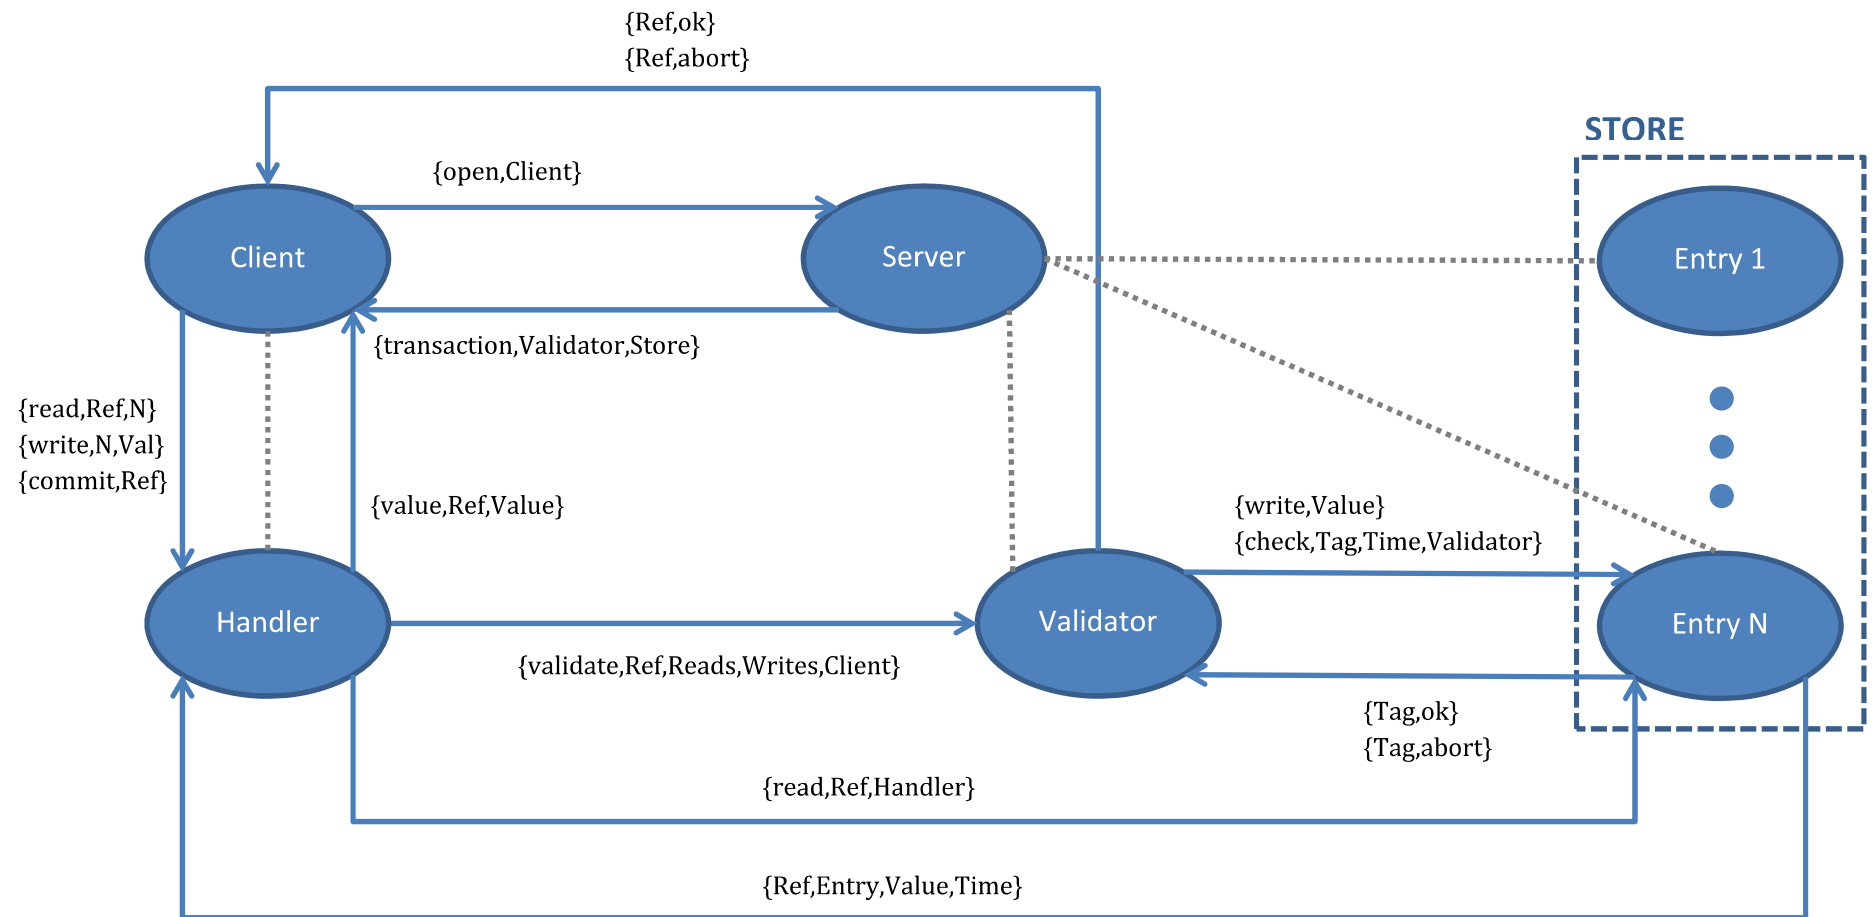 {Ref,ok}
{Ref,abort}
STORE
{open,Client}
Client
Server
Entry 1
{transaction,Validator,Store}
{read,Ref,N}
{write,N,Val}
{commit,Ref}
{value,Ref,Value}
{write,Value}
{check,Tag,Time,Validator}
Handler
Validator
Entry N
{validate,Ref,Reads,Writes,Client}
{Tag,ok}
{Tag,abort}
{read,Ref,Handler}
{Ref,Entry,Value,Time}